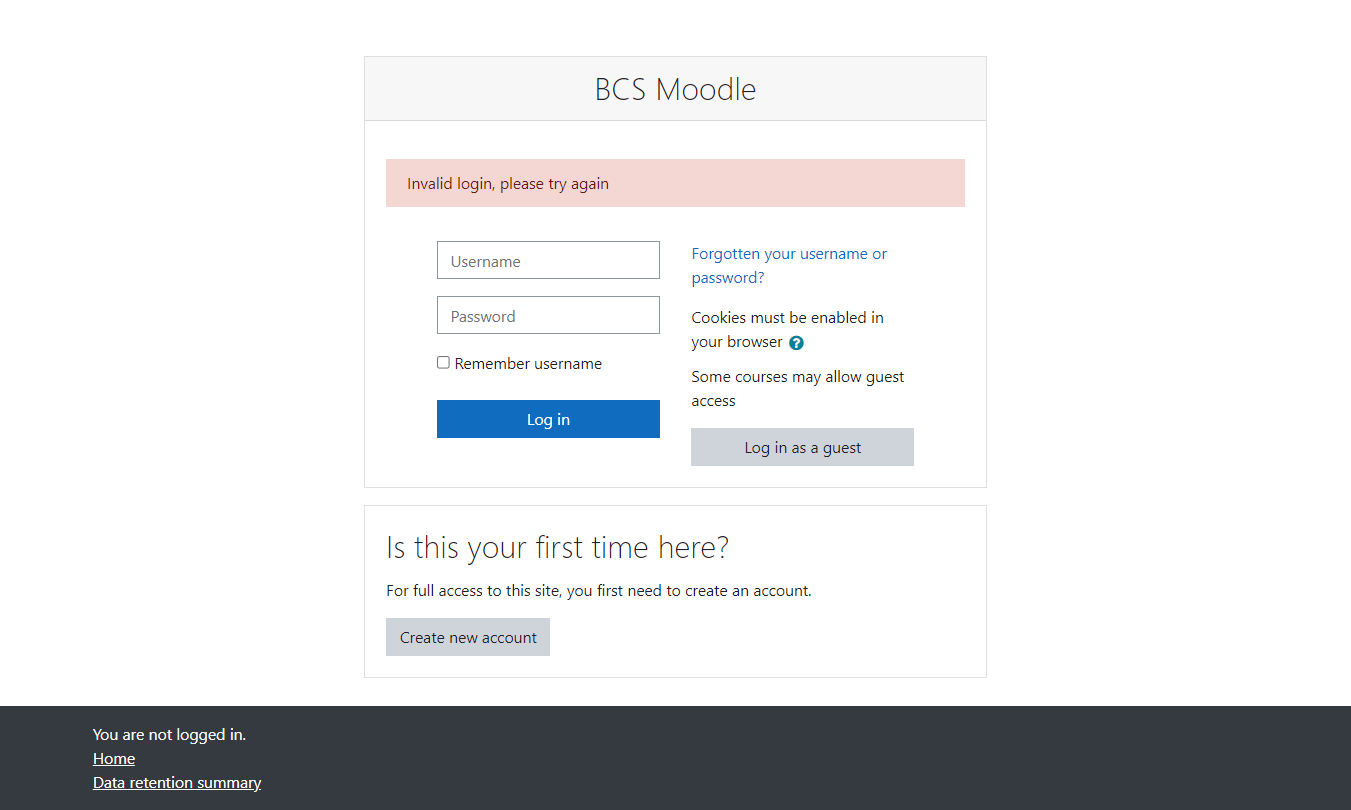 BCS Moodle
Invalid login, please try again
Username
Password
Remember username
Log in
Forgotten your username or
password?
Cookies must be enabled in
your browser ?
Some courses may allow guest
access
Log in as a guest
Is this your first time here?
For full access to this site, you first need to create an account.
Create new account
You are not logged in.
Home
Data retention summary